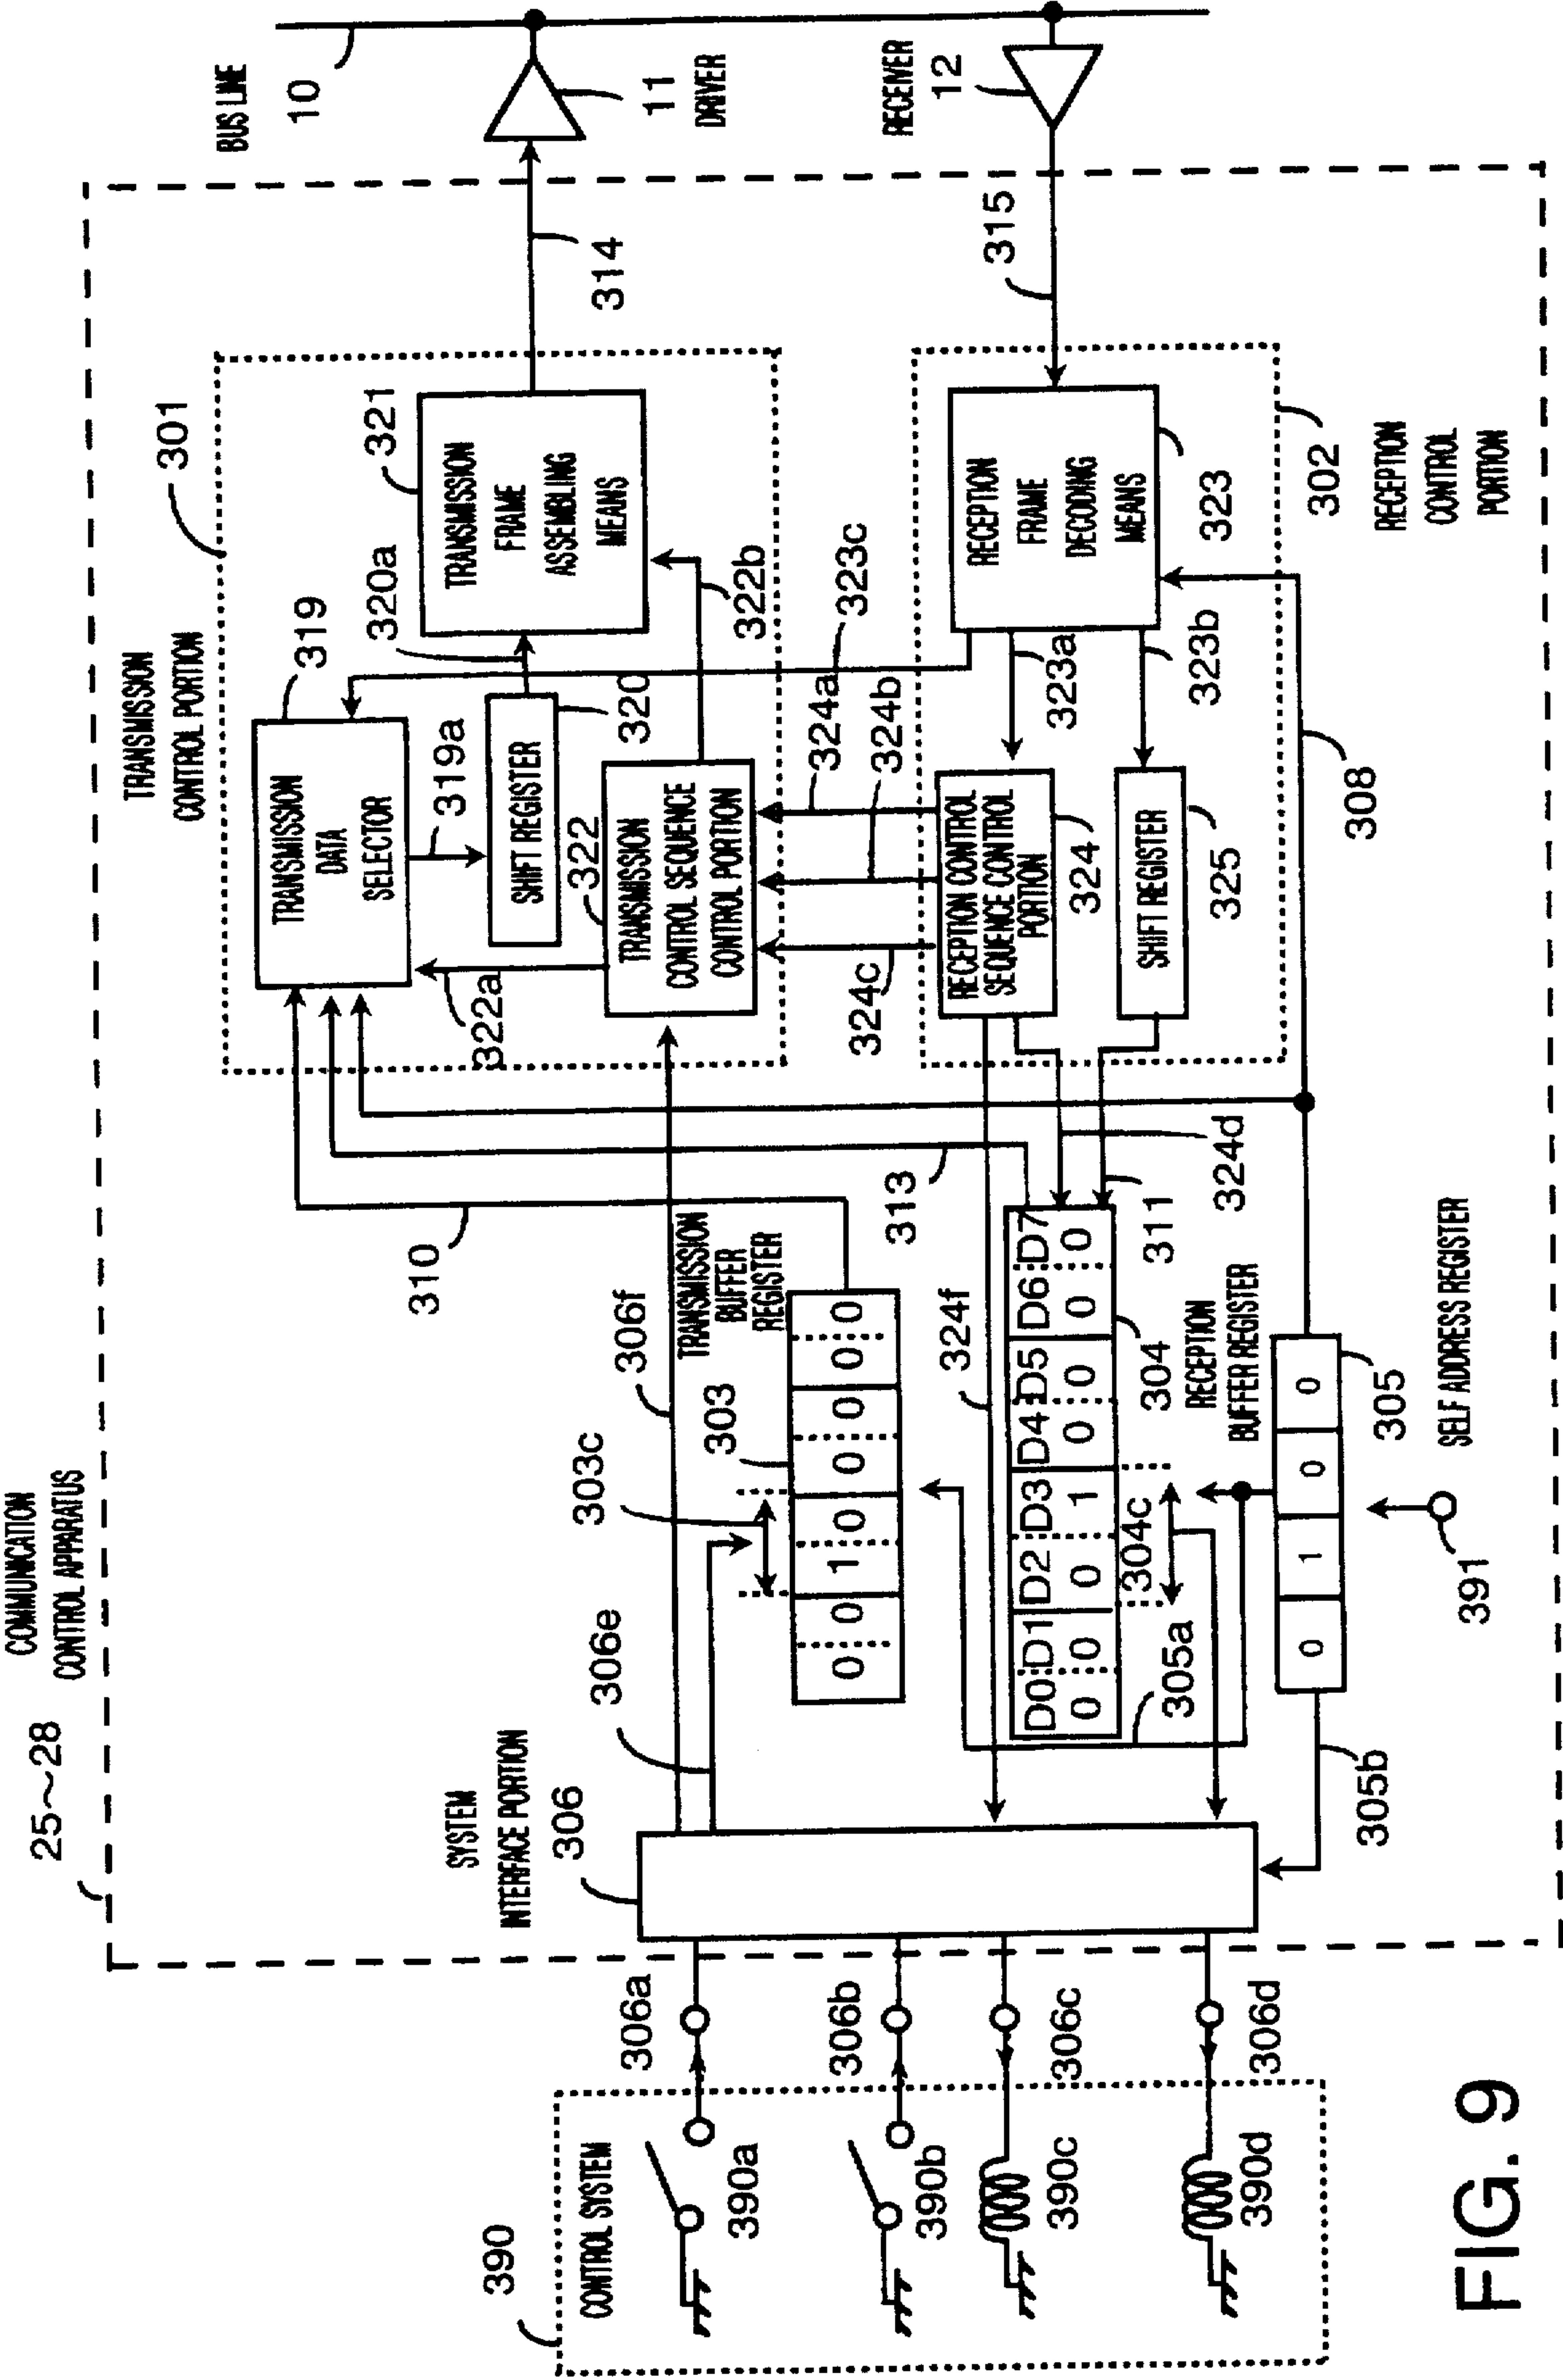 COMMUNICATION
CONTROL APPARATUS
25~28
BUS LINE
10
11
DRIVER
RECEIVER
12
314
315
TRANSMISSION
CONTROL PORTION
301
TRANSMISSION
DATA
SELECTOR
319
319a
SHIFT REGISTER
320
320a
TRANSMISSION
FRAME
ASSEMBLING
MEANS
321
TRANSMISSION
CONTROL SEQUENCE
CONTROL PORTION
322
322a
322b
323c
324a
324b
324c
RECEPTION
FRAME
DECODING
MEANS
323
323a
323b
RECEPTION CONTROL
SEQUENCE CONTROL
PORTION
324
SHIFT REGISTER
325
302
RECEPTION
CONTROL
PORTION
308
310
313
311
324d
324f
306f
306e
TRANSMISSION
BUFFER
REGISTER
303
303c
0 0 1 0 0 0 0 0
D0 D1 D2 D3 D4 D5 D6 D7
0 0 0 1 0 0 0 0
304
304c
RECEPTION
BUFFER REGISTER
305a
305b
0 1 0 0
305
SELF ADDRESS REGISTER
391
SYSTEM
INTERFACE PORTION
306
306a
306b
306c
306d
390
CONTROL SYSTEM
390a
390b
390c
390d
FIG. 9